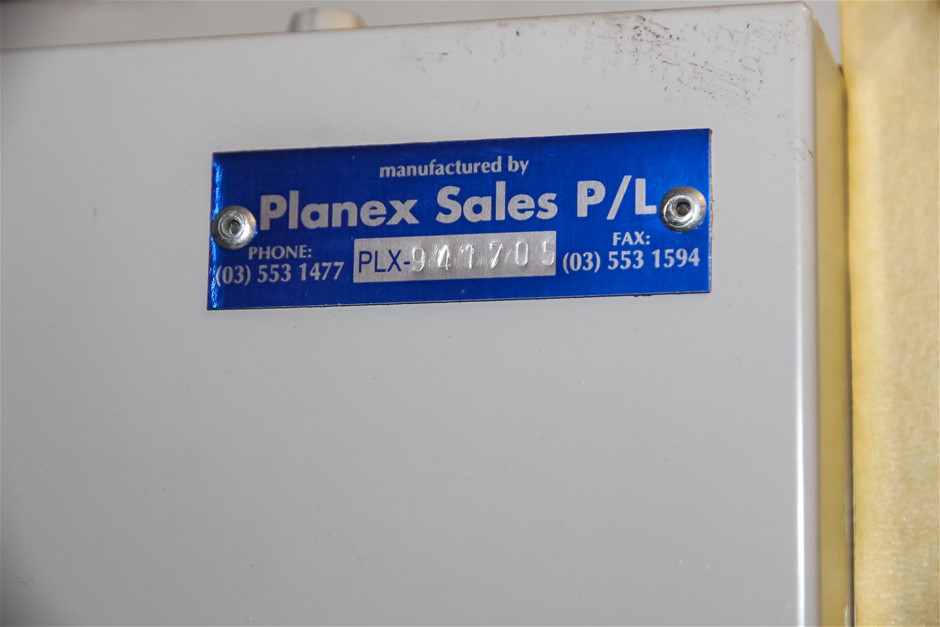 manufactured by
Planex Sales P/L
PHONE:
(03) 553 1477
PLX-941705
FAX:
(03) 553 1594